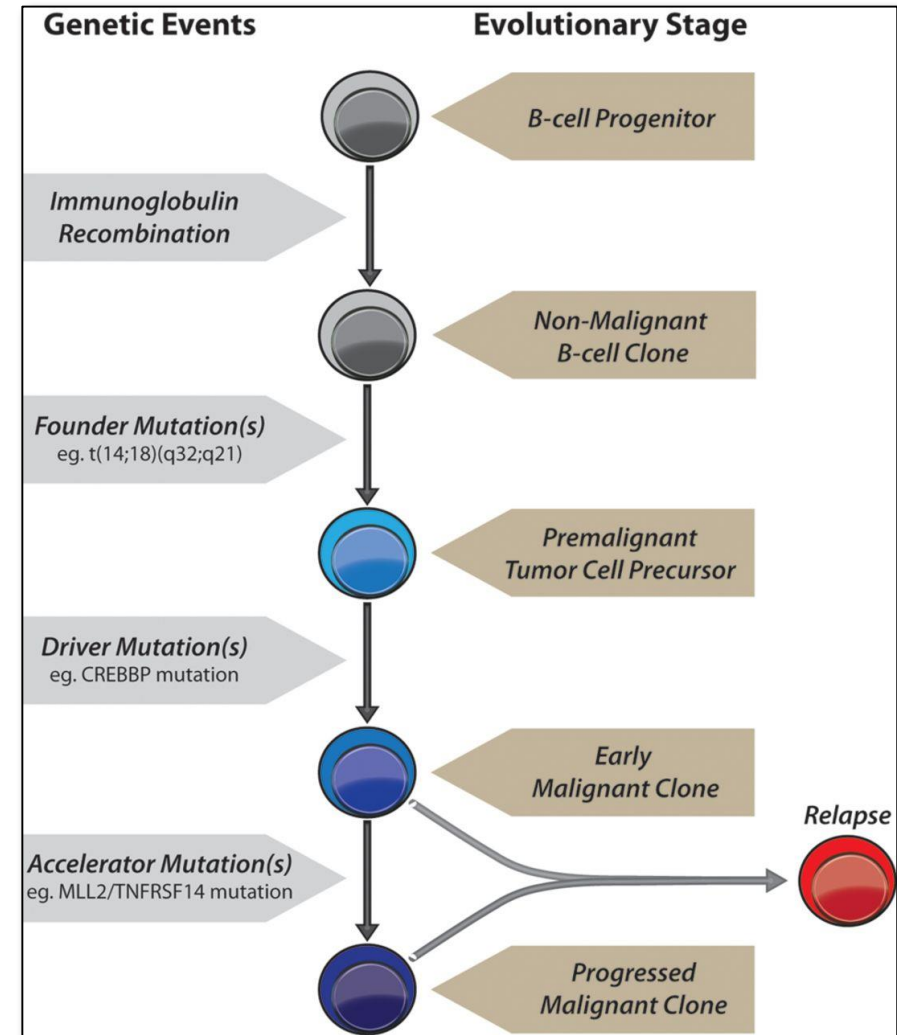 Genetic Events
Evolutionary Stage
B-cell Progenitor
Immunoglobulin
Recombination
Non-Malignant
B-cell Clone
Founder Mutation(s)
eg. t(14;18)(q32;q21)
Premalignant
Tumor Cell Precursor
Driver Mutation(s)
eg. CREBBP mutation
Early
Malignant Clone
Relapse
Accelerator Mutation(s)
eg. MLL2/TNFRSF14 mutation
Progressed
Malignant Clone